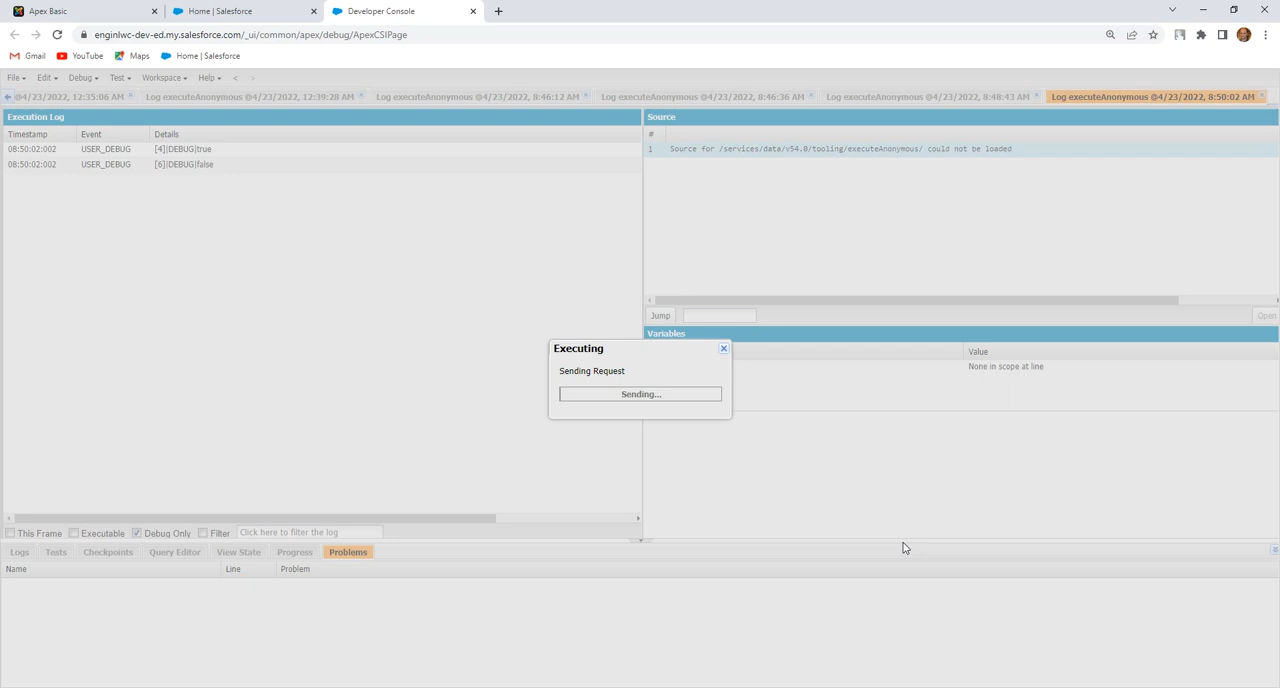 Apex Basic
Home | Salesforce
Developer Console
enginlwc-dev-ed.my.salesforce.com/_ui/common/apex/debug/ApexCSIPage
Gmail
YouTube
Maps
Home | Salesforce
File
Edit
Debug
Test
Workspace
Help
<
>
@4/23/2022, 12:35:06 AM
Log executeAnonymous @4/23/2022, 12:39:28 AM
Log executeAnonymous @4/23/2022, 8:46:12 AM
Log executeAnonymous @4/23/2022, 8:46:36 AM
Log executeAnonymous @4/23/2022, 8:48:43 AM
Log executeAnonymous @4/23/2022, 8:50:02 AM
Execution Log
Timestamp Event Details
08:50:02:002 USER_DEBUG [4]|DEBUG|true
08:50:02:002 USER_DEBUG [6]|DEBUG|false
Source
#
1 Source for /services/data/v54.0/tooling/executeAnonymous/ could not be loaded
Jump
Open
Variables
Value
None in scope at line
Executing
Sending Request
Sending...
This Frame
Executable
Debug Only
Filter
Click here to filter the log
Logs
Tests
Checkpoints
Query Editor
View State
Progress
Problems
Name Line Problem